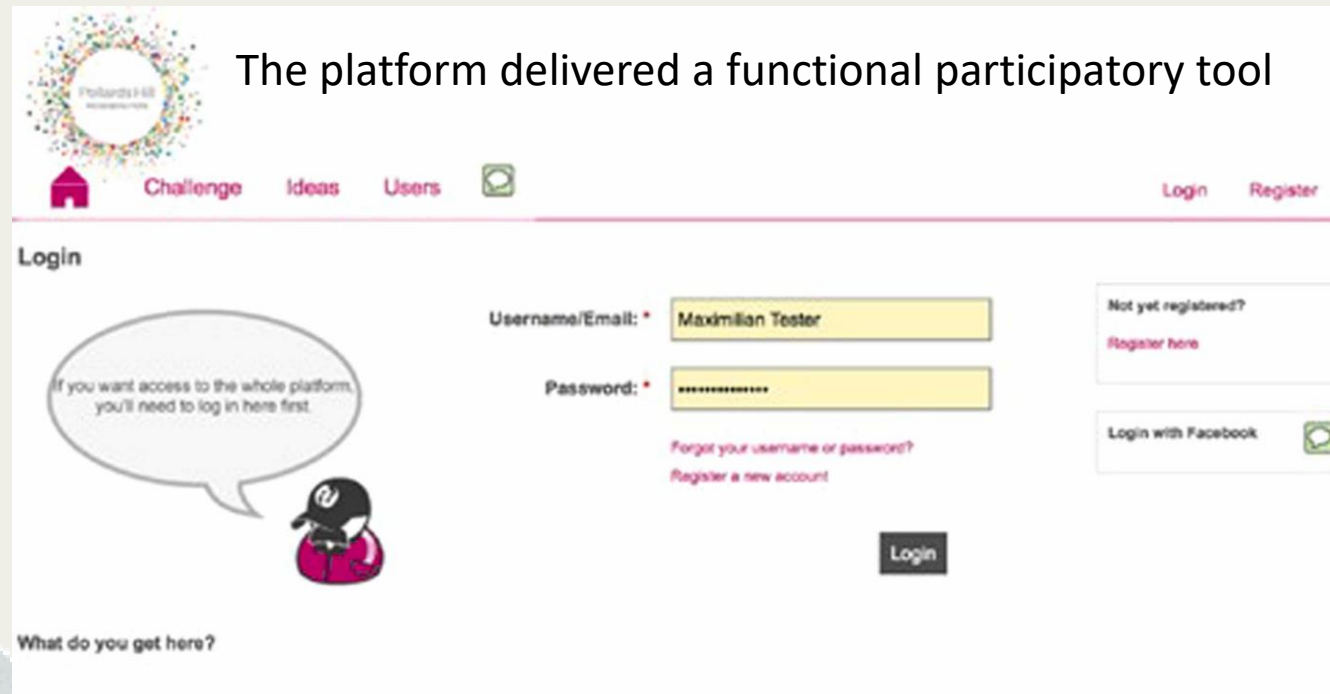 Pollards Hill
The platform delivered a functional participatory tool
Challenge Ideas Users Login Register
Login
If you want access to the whole platform,
you'll need to log in here first.
Username/Email: * Maximilian Tester
Password: * ••••••••••••••
Forgot your username or password?
Register a new account
Login
Not yet registered?
Register here
Login with Facebook
What do you get here?